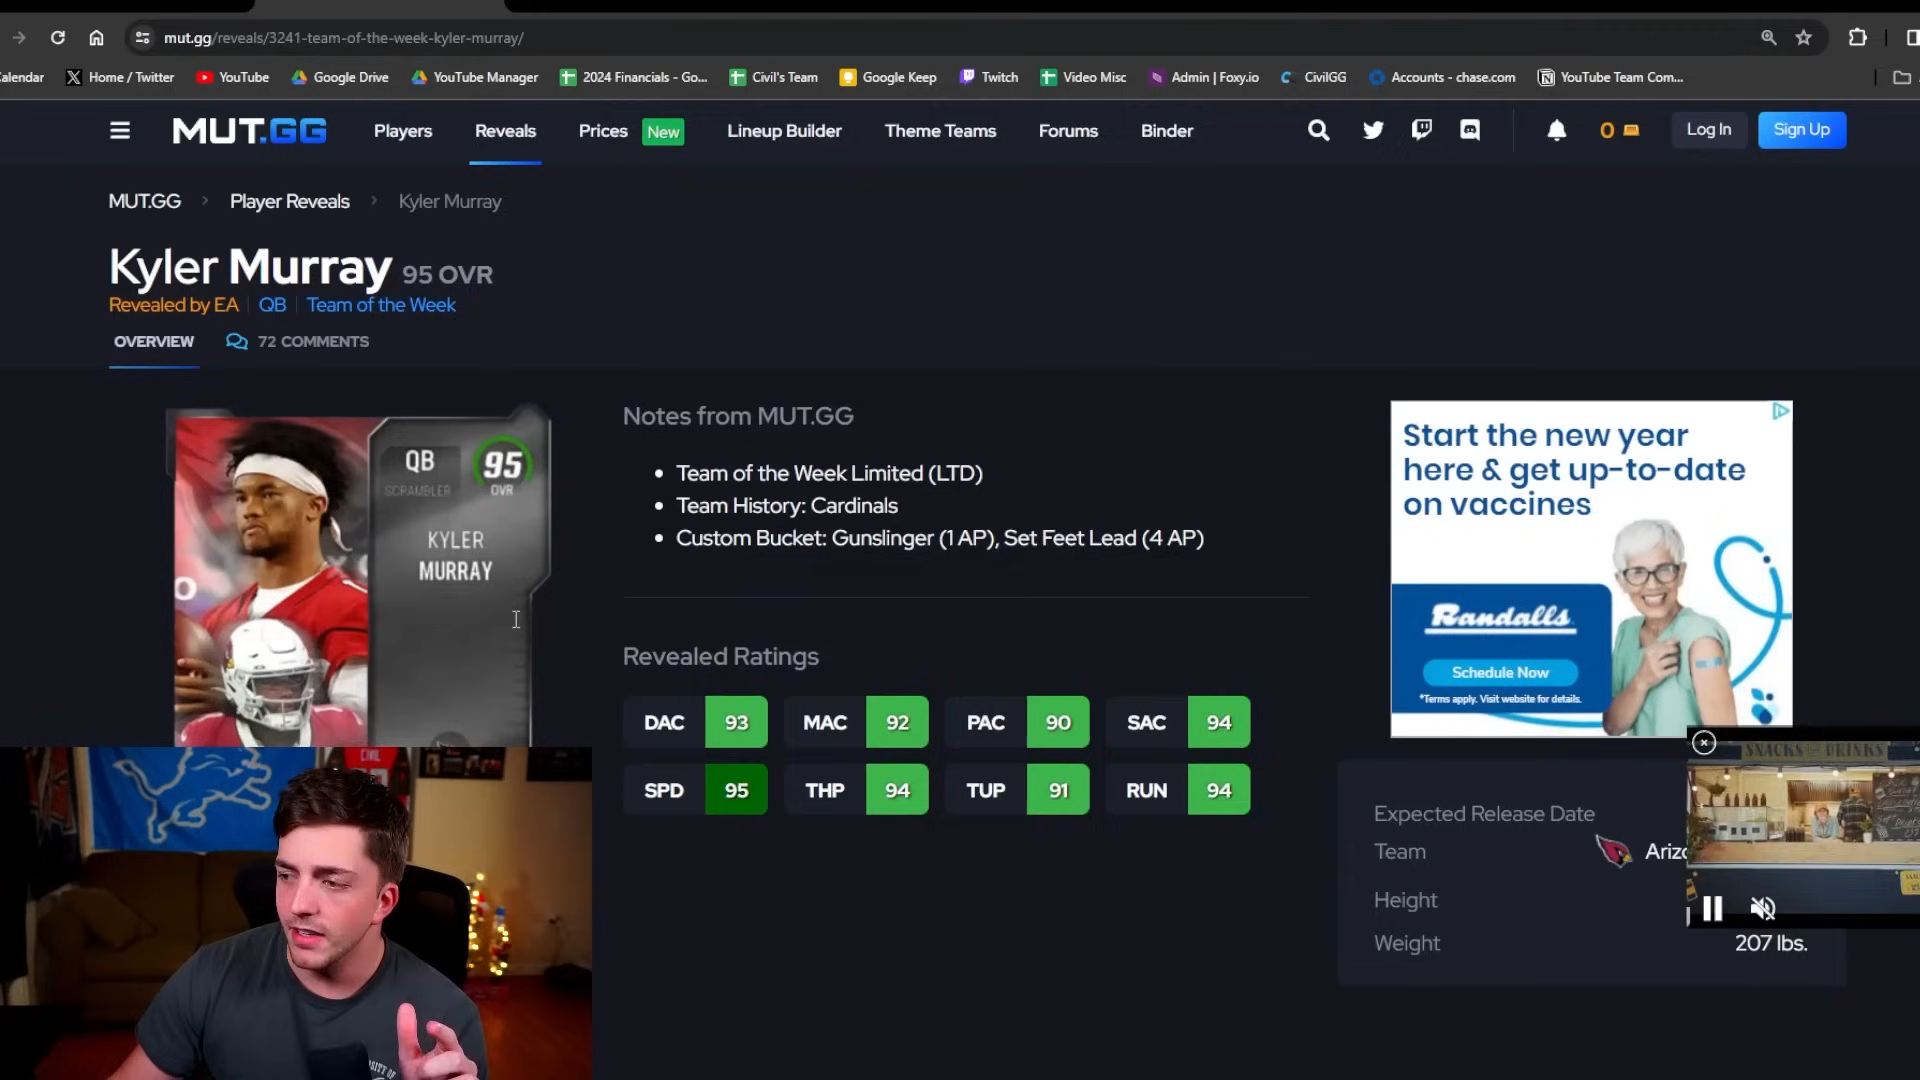 mut.gg/reveals/3241-team-of-the-week-kyler-murray/
Calendar
Home / Twitter
YouTube
Google Drive
YouTube Manager
2024 Financials - Go...
Civil's Team
Google Keep
Twitch
Video Misc
Admin | Foxy.io
CivilGG
Accounts - chase.com
YouTube Team Com...
MUT.GG
Players
Reveals
Prices New
Lineup Builder
Theme Teams
Forums
Binder
0
Log In
Sign Up
MUT.GG > Player Reveals > Kyler Murray
Kyler Murray 95 OVR
Revealed by EA | QB | Team of the Week
OVERVIEW
72 COMMENTS
QB
SCRAMBLER
95
OVR
KYLER
MURRAY
Notes from MUT.GG
• Team of the Week Limited (LTD)
• Team History: Cardinals
• Custom Bucket: Gunslinger (1 AP), Set Feet Lead (4 AP)
Revealed Ratings
DAC 93 MAC 92 PAC 90 SAC 94
SPD 95 THP 94 TUP 91 RUN 94
Start the new year
here & get up-to-date
on vaccines
Randalls
Schedule Now
*Terms apply. Visit website for details.
SNACKS DRINKS
Expected Release Date
Team Arizo
Height
Weight 207 lbs.
CIVIL